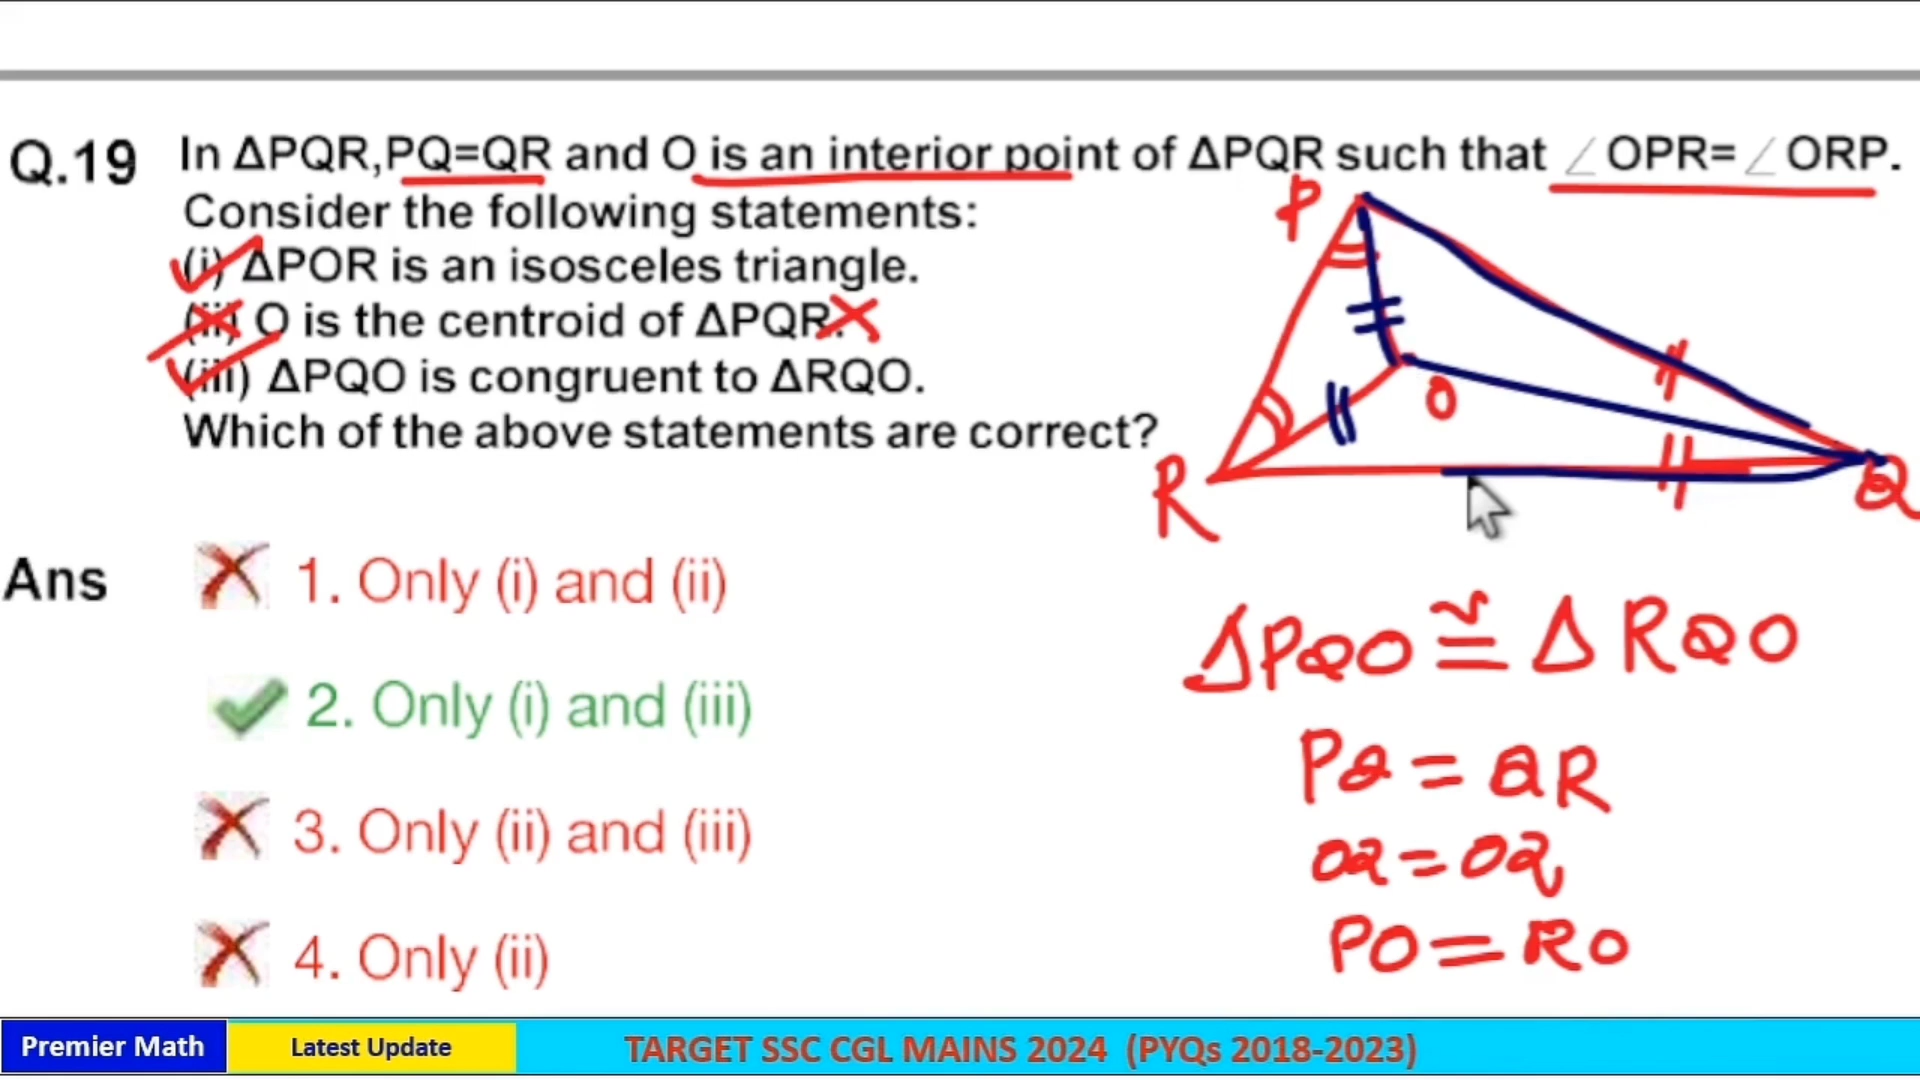 Q.19 In ΔPQR,PQ=QR and O is an interior point of ΔPQR such that ∠OPR=∠ORP.
Consider the following statements:
(i) ΔPOR is an isosceles triangle.
(ii) O is the centroid of ΔPQR.
(iii) ΔPQO is congruent to ΔRQO.
Which of the above statements are correct?
P
O
R
Q
Ans 1. Only (i) and (ii)
2. Only (i) and (iii)
3. Only (ii) and (iii)
4. Only (ii)
ΔPQO ≅ Δ RQO
PQ = QR
OQ = OQ
PO = RO
Premier Math Latest Update TARGET SSC CGL MAINS 2024 (PYQs 2018-2023)